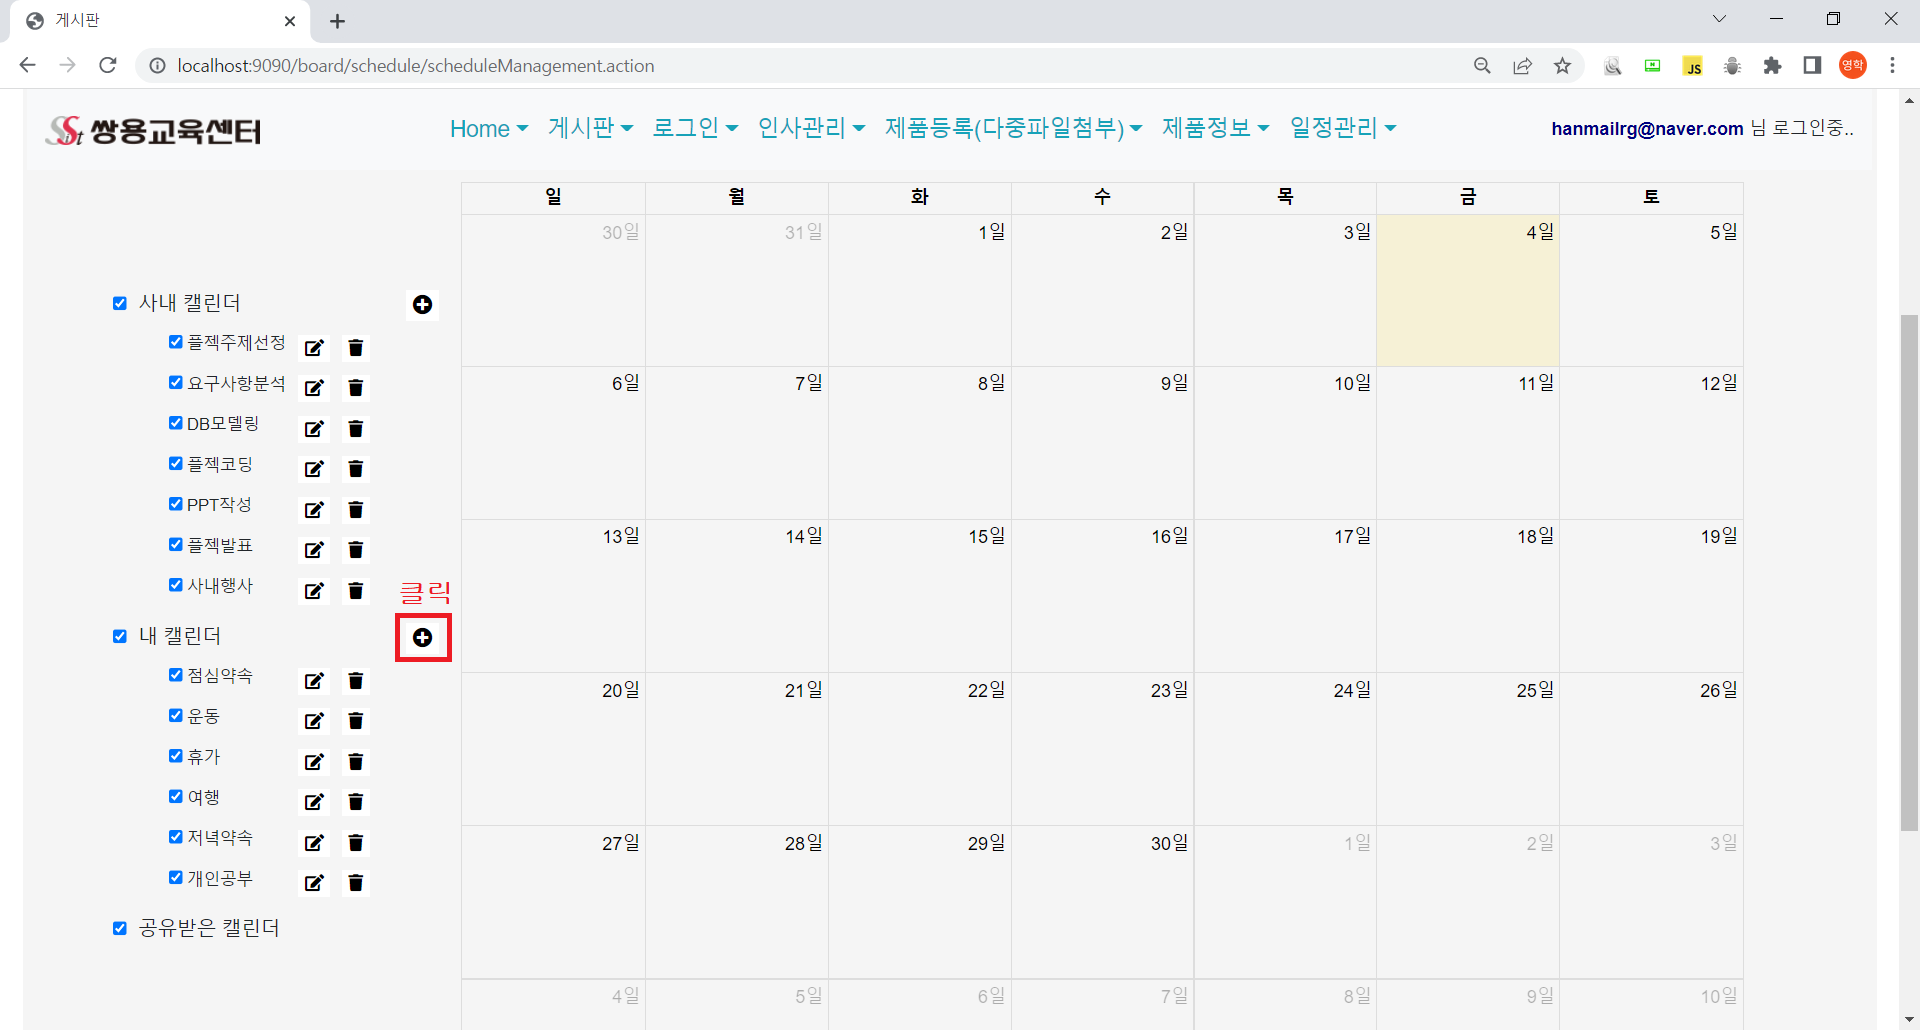 게시판
localhost:9090/board/schedule/scheduleManagement.action
JS
영학
Sist 쌍용교육센터
Home 게시판 로그인 인사관리 제품등록(다중파일첨부) 제품정보 일정관리
hanmailrg@naver.com 님 로그인중..
일 월 화 수 목 금 토
30일 31일 1일 2일 3일 4일 5일
사내 캘린더
플젝주제선정
요구사항분석
6일 7일 8일 9일 10일 11일 12일
DB모델링
플젝코딩
PPT작성
13일 14일 15일 16일 17일 18일 19일
플젝발표
사내행사
클릭
내 캘린더
점심약속
20일 21일 22일 23일 24일 25일 26일
운동
휴가
여행
저녁약속
27일 28일 29일 30일 1일 2일 3일
개인공부
공유받은 캘린더
4일 5일 6일 7일 8일 9일 10일